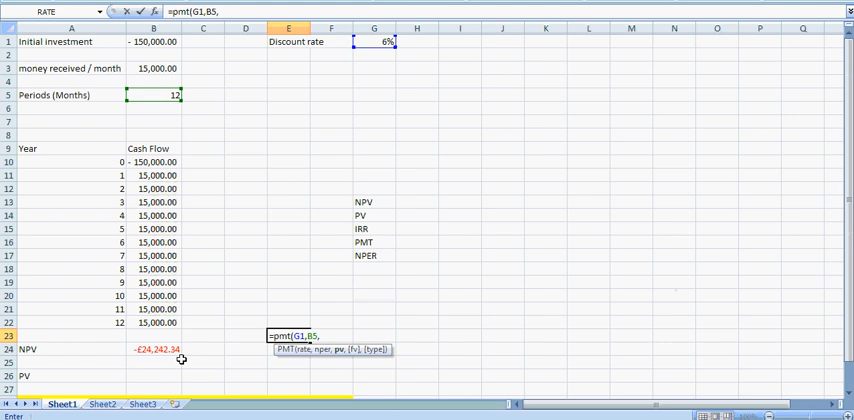 RATE =pmt(G1,B5,
A B C D E F G H I J K L M N O P Q
1 Initial investment - 150,000.00 Discount rate 6%
2
3 money received / month 15,000.00
4
5 Periods (Months) 12
6
7
8
9 Year Cash Flow
10 0 - 150,000.00
11 1 15,000.00
12 2 15,000.00
13 3 15,000.00 NPV
14 4 15,000.00 PV
15 5 15,000.00 IRR
16 6 15,000.00 PMT
17 7 15,000.00 NPER
18 8 15,000.00
19 9 15,000.00
20 10 15,000.00
21 11 15,000.00
22 12 15,000.00
23 =pmt(G1,B5,
PMT(rate, nper, pv, [fv], [type])
24 NPV -£24,242.34
25
26 PV
27
Sheet1 Sheet2 Sheet3
Enter